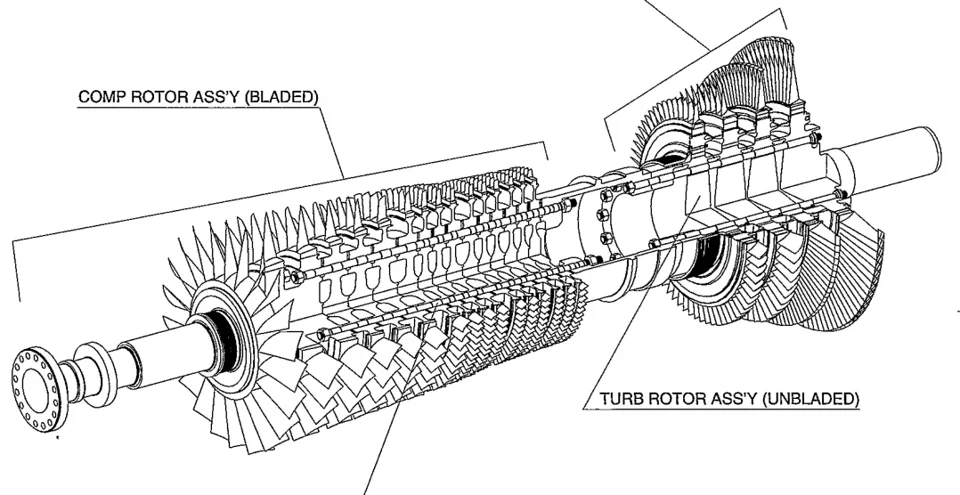 COMP ROTOR ASS'Y (BLADED)
TURB ROTOR ASS'Y (UNBLADED)